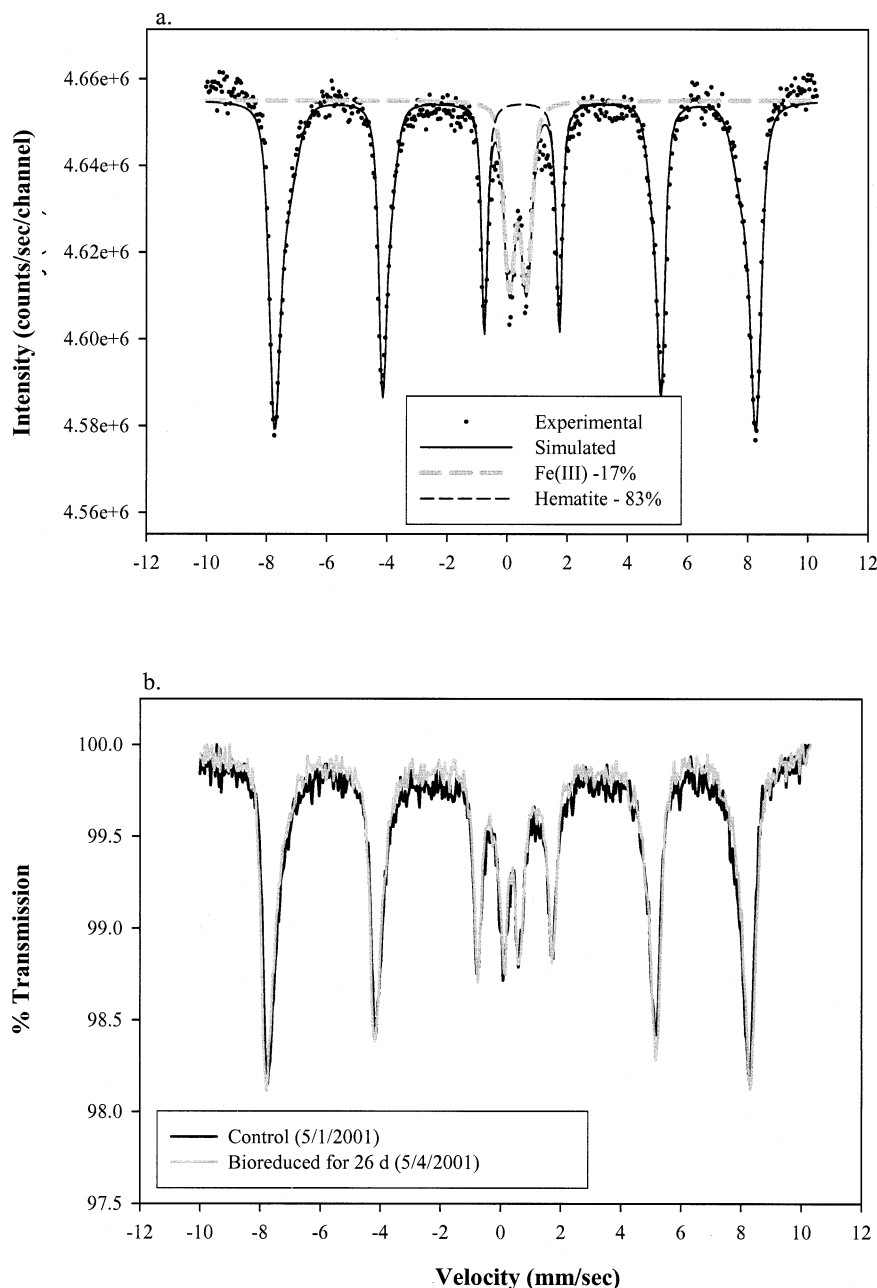 a.
Intensity (counts/sec/channel)
4.66e+6
4.64e+6
4.62e+6
4.60e+6
4.58e+6
4.56e+6
Experimental
Simulated
Fe(III) -17%
Hematite - 83%
-12 -10 -8 -6 -4 -2 0 2 4 6 8 10 12
b.
% Transmission
100.0
99.5
99.0
98.5
98.0
97.5
Control (5/1/2001)
Bioreduced for 26 d (5/4/2001)
-12 -10 -8 -6 -4 -2 0 2 4 6 8 10 12
Velocity (mm/sec)